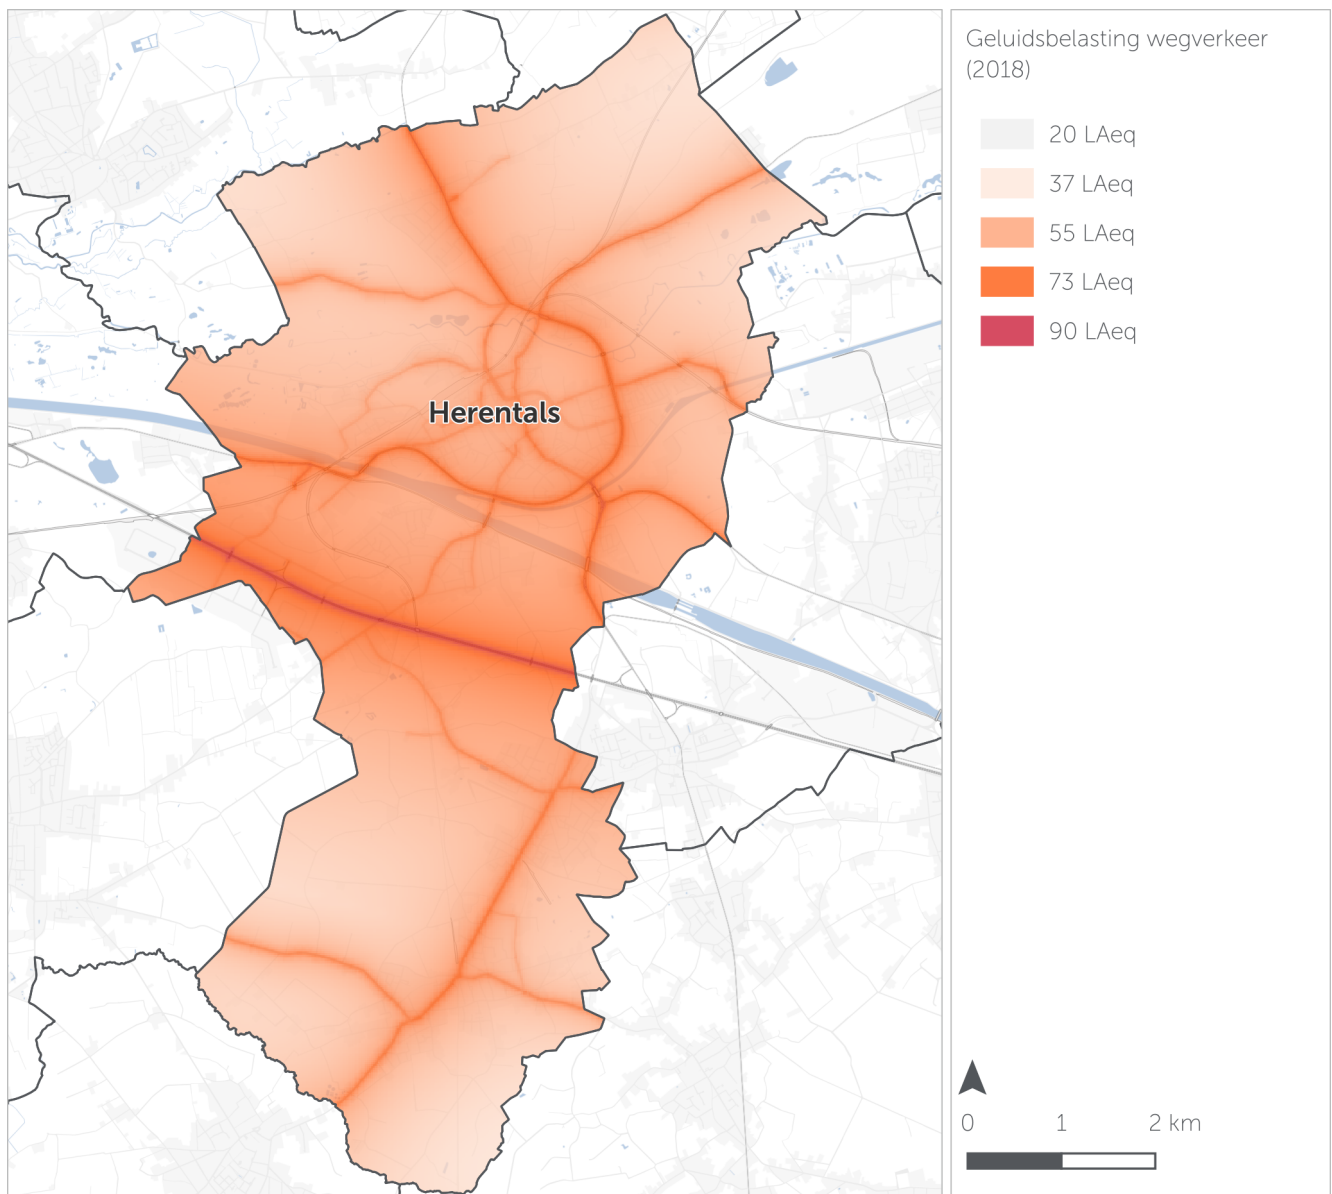 Geluidsbelasting wegverkeer
(2018)
20 LAeq
37 LAeq
55 LAeq
73 LAeq
90 LAeq
Herentals
0 1 2 km